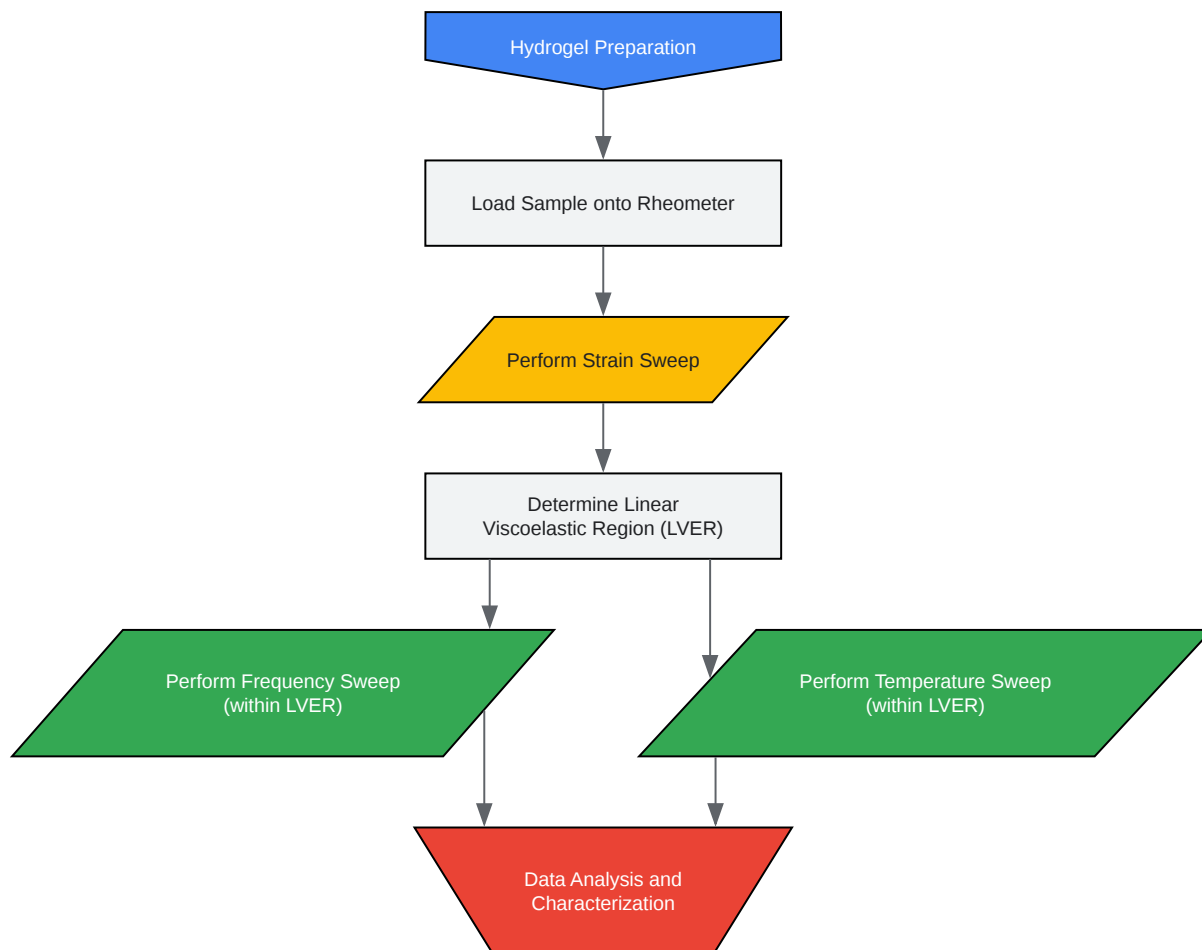 Hydrogel Preparation
Load Sample onto Rheometer
Perform Strain Sweep
Determine Linear
Viscoelastic Region (LVER)
Perform Frequency Sweep
(within LVER)
Perform Temperature Sweep
(within LVER)
Data Analysis and
Characterization